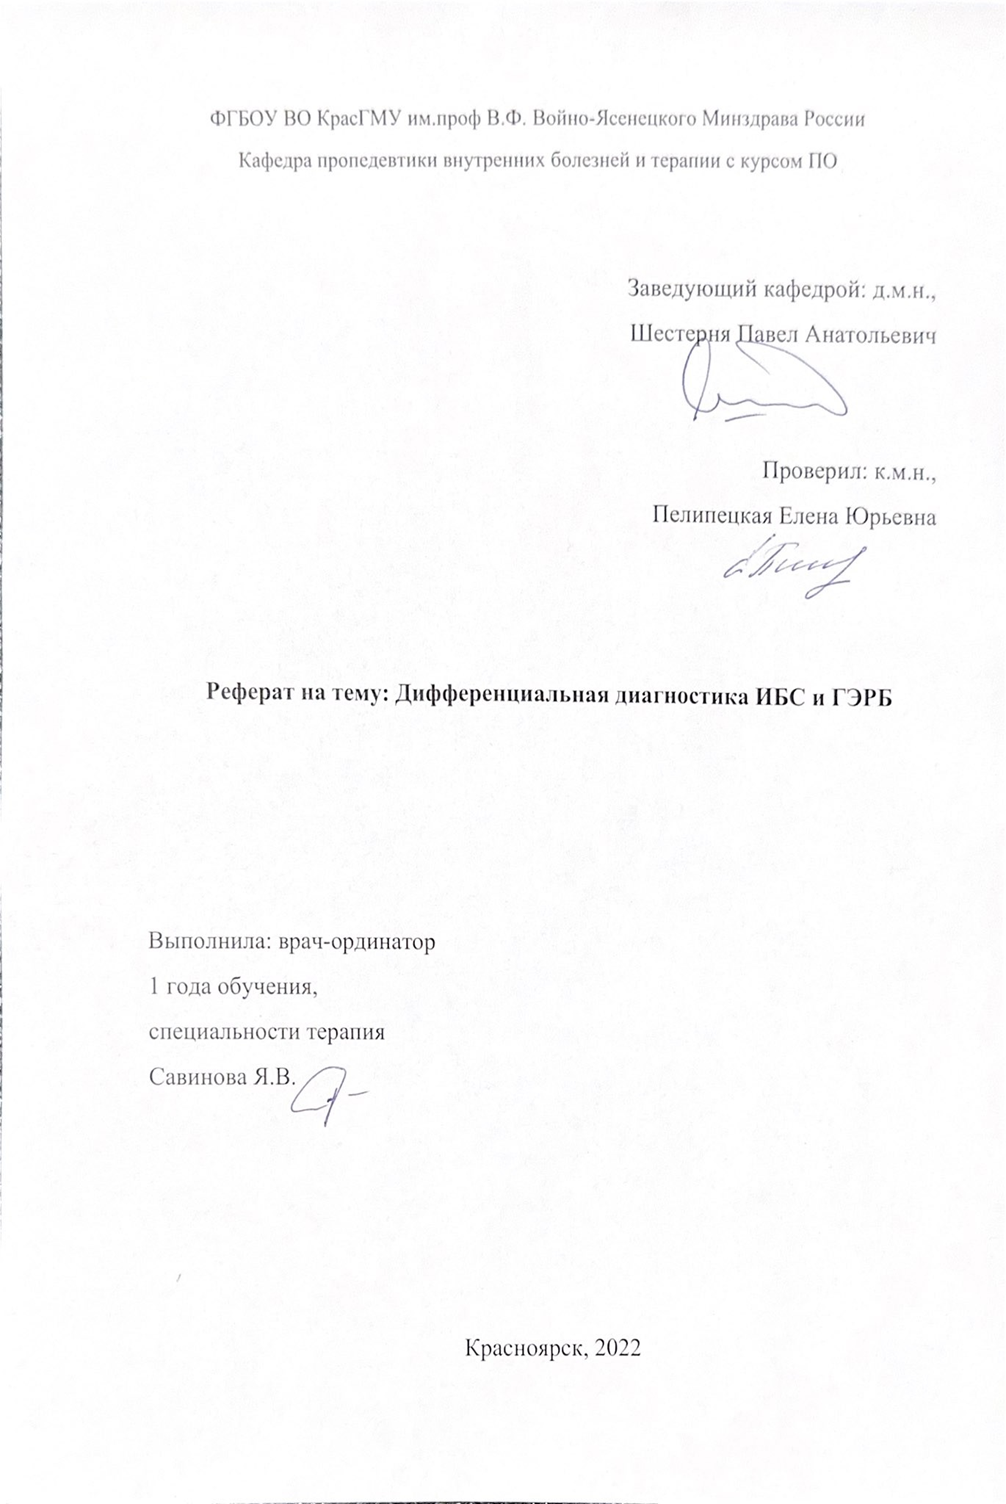 ФГБОУ ВО КрасГМУ им.проф В.Ф. Войно-Ясенецкого Минздрава России
Кафедра пропедевтики внутренних болезней и терапии с курсом ПО
Заведующий кафедрой: д.м.н.,
Шестерня Павел Анатольевич
Проверил: к.м.н.,
Пелипецкая Елена Юрьевна
Реферат на тему: Дифференциальная диагностика ИБС и ГЭРБ
Выполнила: врач-ординатор
1 года обучения,
специальности терапия
Савинова Я.В.
Красноярск, 2022